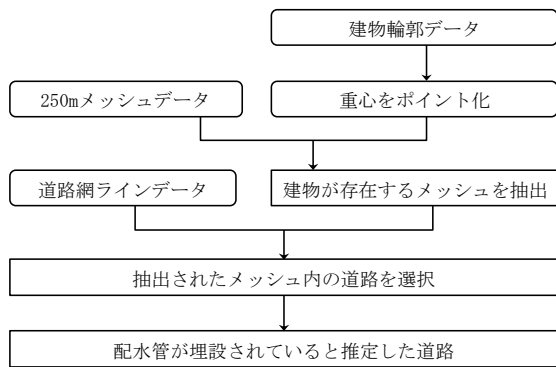 建物輪郭データ
250mメッシュデータ
重心をポイント化
道路網ラインデータ
建物が存在するメッシュを抽出
抽出されたメッシュ内の道路を選択
配水管が埋設されていると推定した道路